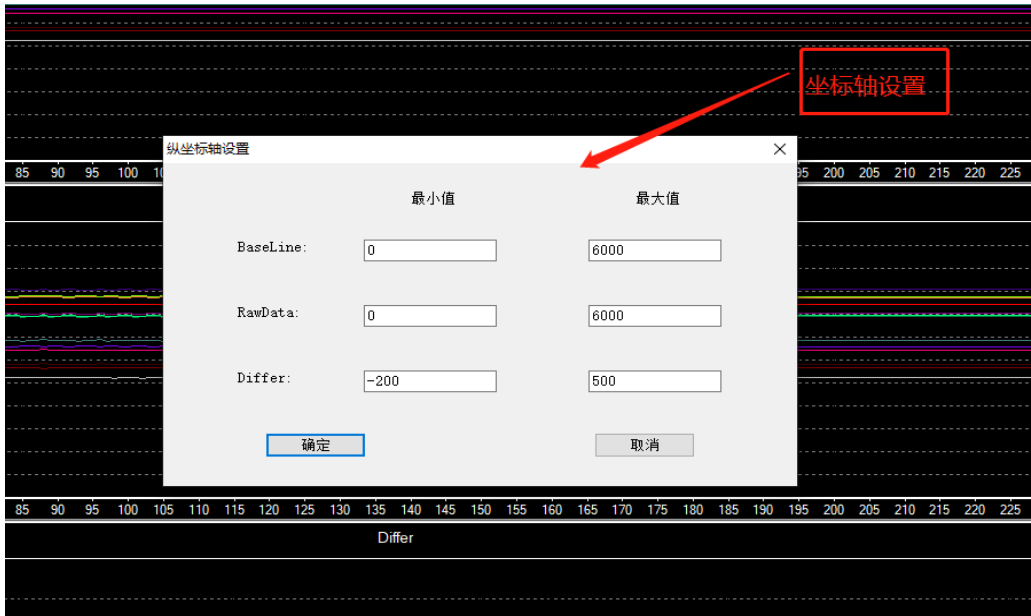 坐标轴设置
纵坐标轴设置
85 90 95 100 10 95 200 205 210 215 220 225
最小值 最大值
BaseLine: 0 6000
RawData: 0 6000
Differ: -200 500
确定 取消
85 90 95 100 105 110 115 120 125 130 135 140 145 150 155 160 165 170 175 180 185 190 195 200 205 210 215 220 225
Differ